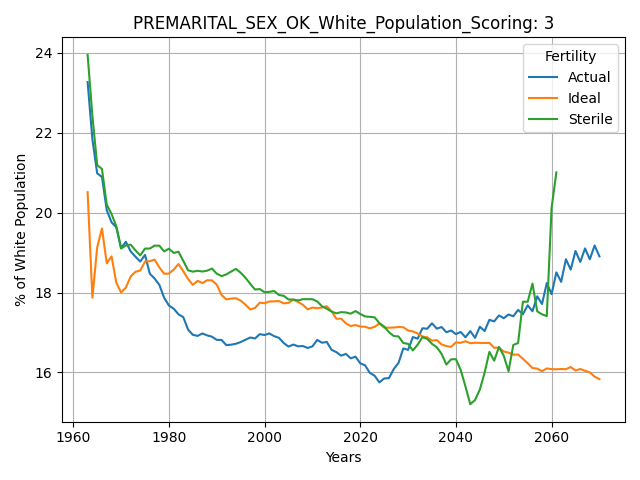 PREMARITAL_SEX_OK_White_Population_Scoring: 3
Fertility
Actual
Ideal
Sterile
% of White Population
24
22
20
18
16
1960
1980
2000
2020
2040
2060
Years